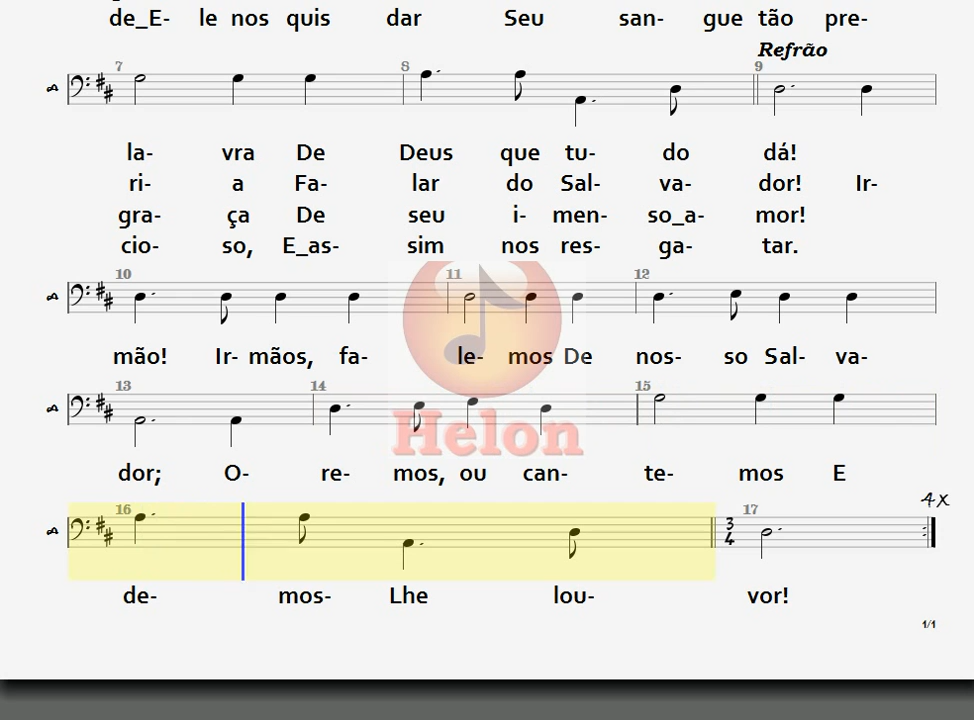 de_E- le nos quis dar Seu san- gue tão pre-
Refrão
7 8 9
la- vra De Deus que tu- do dá!
ri- a Fa- lar do Sal- va- dor! Ir-
gra- ça De seu i- men- so_a- mor!
cio- so, E_as- sim nos res- ga- tar.
10 11 12
mão! Ir- mãos, fa- le- mos De nos- so Sal- va-
13 14 15
Helon
dor; O- re- mos, ou can- te- mos E
4x
16 17
3
4
de- mos- Lhe lou- vor!
1/1